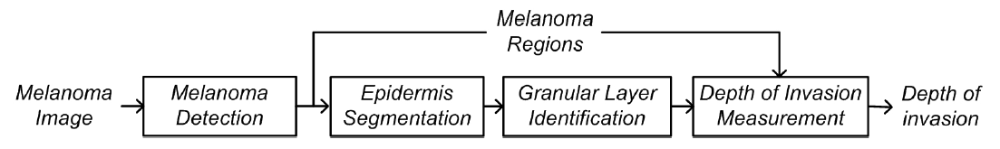 Melanoma
Regions
Melanoma
Image
Melanoma
Detection
Epidermis
Segmentation
Granular Layer
Identification
Depth of Invasion
Measurement
Depth of
invasion